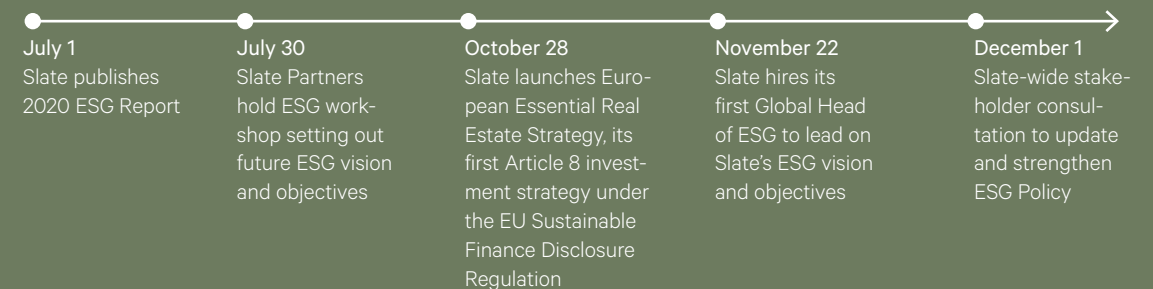 July 1
Slate publishes
2020 ESG Report
July 30
Slate Partners
hold ESG work-
shop setting out
future ESG vision
and objectives
October 28
Slate launches Euro-
pean Essential Real
Estate Strategy, its
first Article 8 invest-
ment strategy under
the EU Sustainable
Finance Disclosure
Regulation
November 22
Slate hires its
first Global Head
of ESG to lead on
Slate's ESG vision
and objectives
December 1
Slate-wide stake-
holder consul-
tation to update
and strengthen
ESG Policy